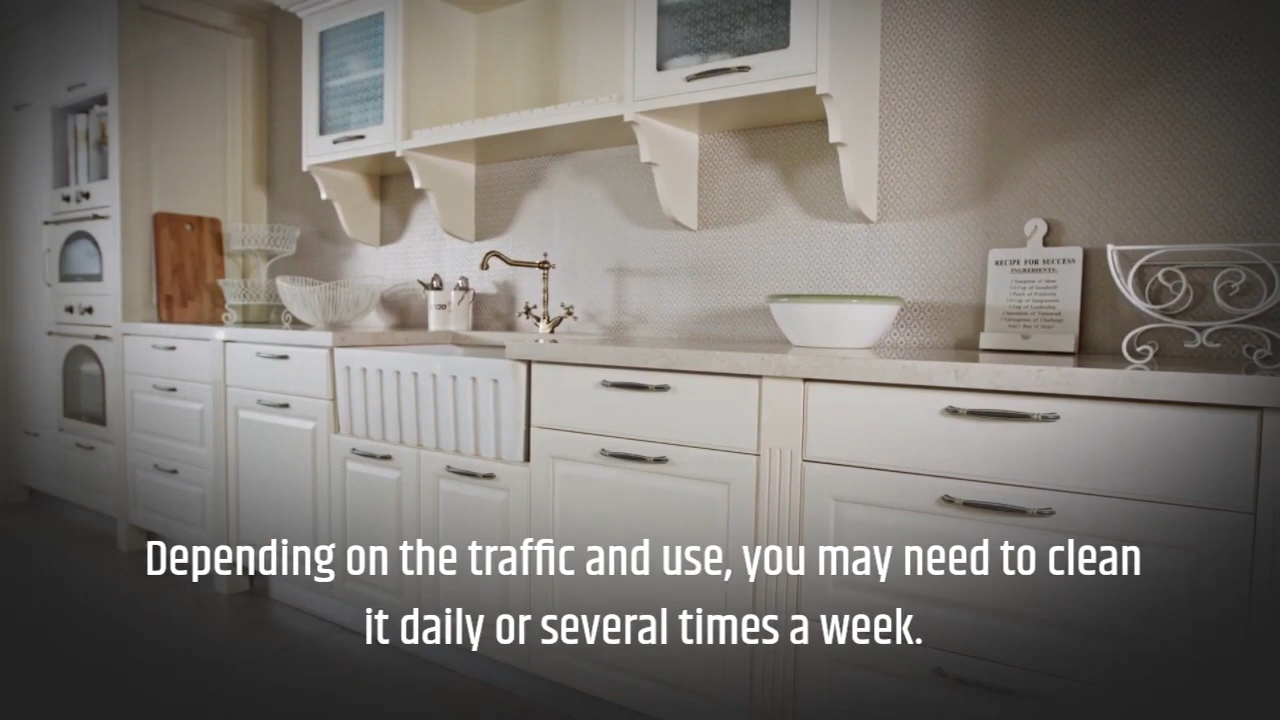 RECIPE FOR SUCCESS
INGREDIENTS:
Depending on the traffic and use, you may need to clean
it daily or several times a week.